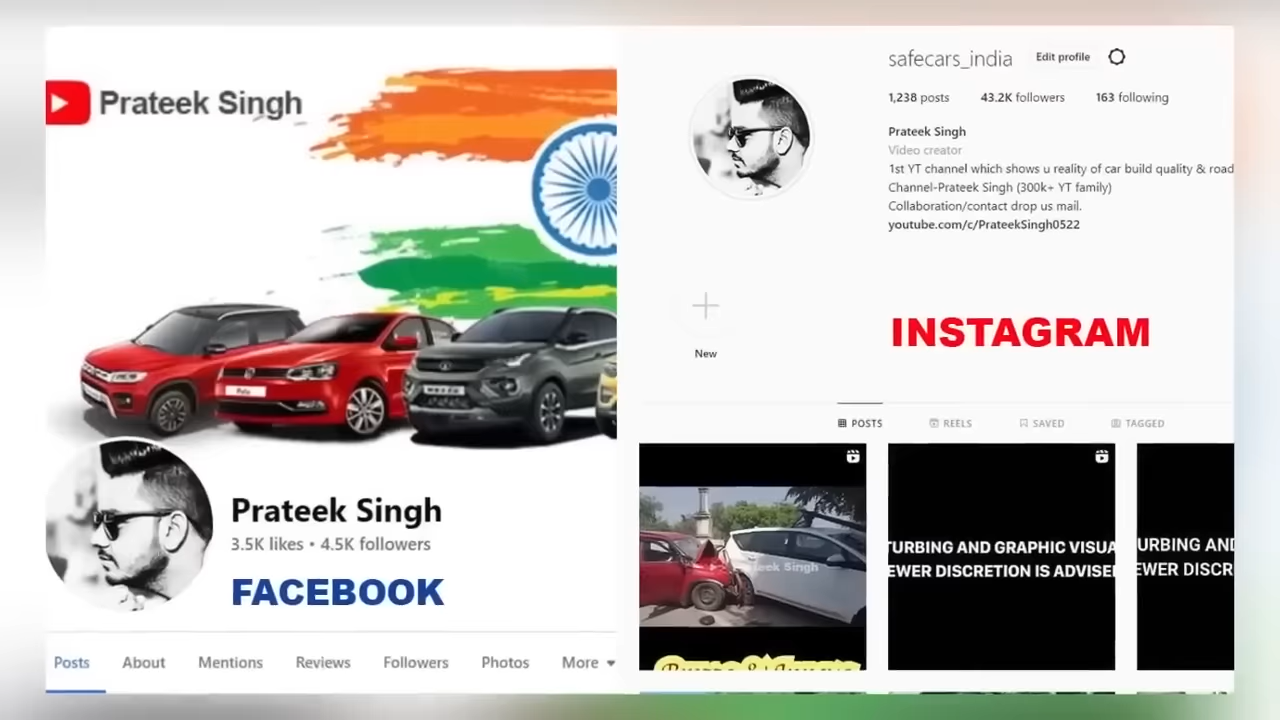 Prateek Singh
Prateek Singh
3.5K likes • 4.5K followers
FACEBOOK
Posts About Mentions Reviews Followers Photos More
safecars_india Edit profile
1,238 posts 43.2K followers 163 following
Prateek Singh
Video creator
1st YT channel which shows u reality of car build quality & road
Channel-Prateek Singh (300k+ YT family)
Collaboration/contact drop us mail.
youtube.com/c/PrateekSingh0522
New
INSTAGRAM
POSTS REELS SAVED TAGGED
Prateek Singh
TURBING AND GRAPHIC VISUA
EWER DISCRETION IS ADVISE
URBING AND
EWER DISCR